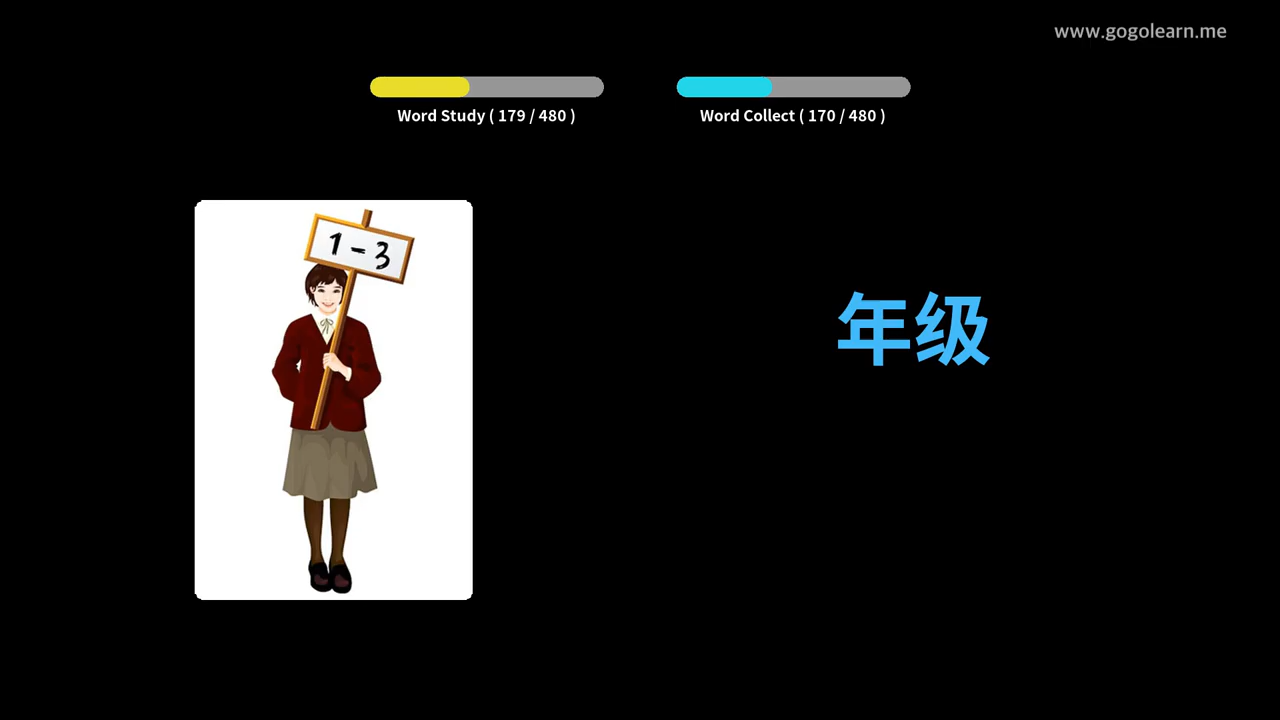 www.gogolearn.me
Word Study ( 179 / 480 )
Word Collect ( 170 / 480 )
1 - 3
年级